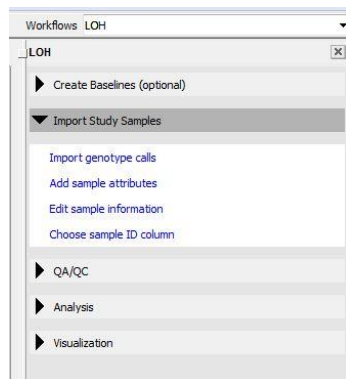 Workflows LOH
LOH
Create Baselines (optional)
Import Study Samples
Import genotype calls
Add sample attributes
Edit sample information
Choose sample ID column
QA/QC
Analysis
Visualization